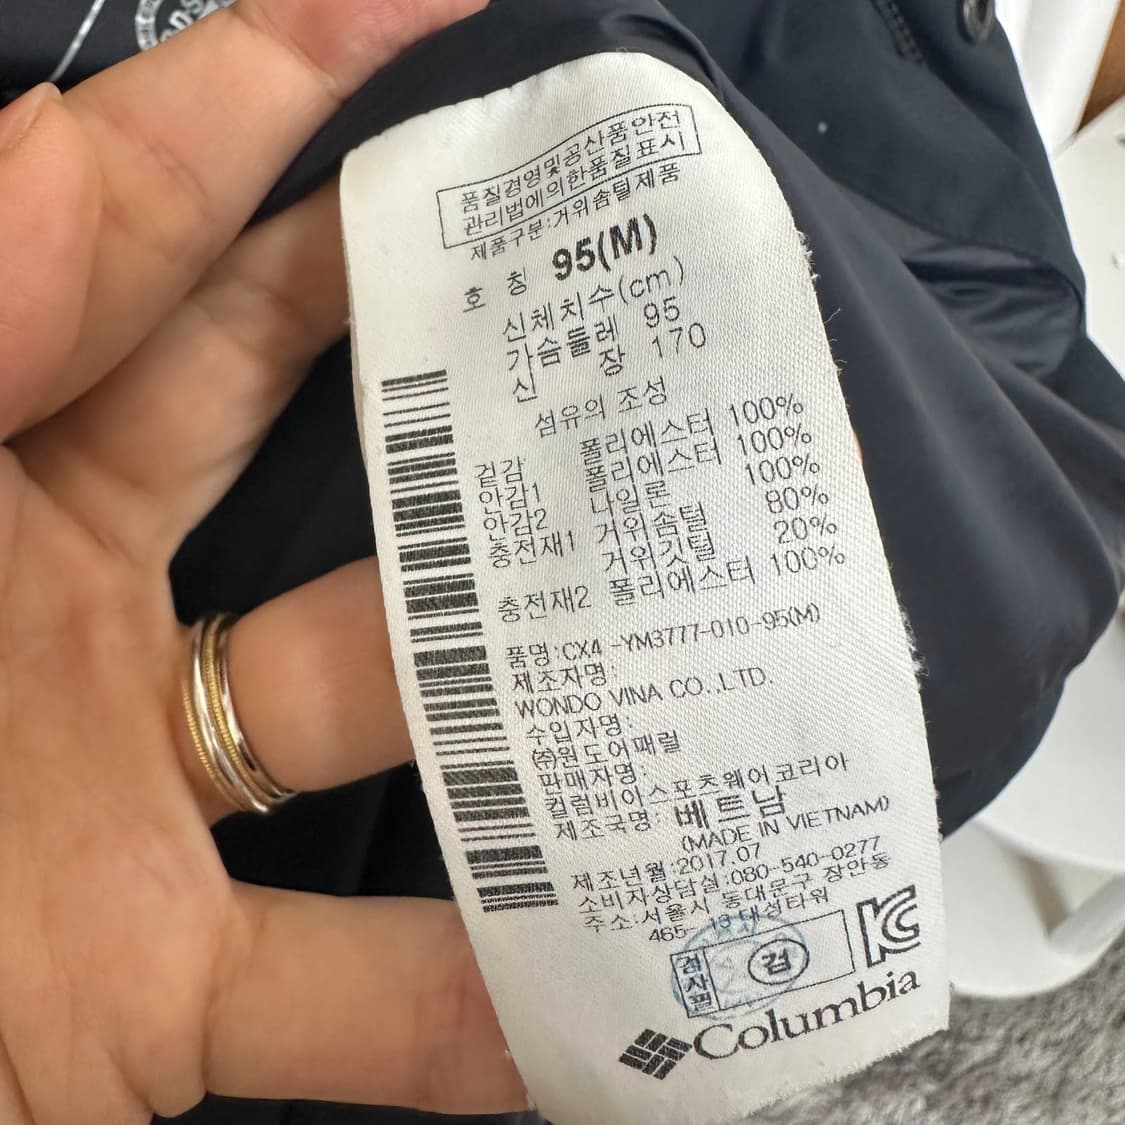 품질경영및공산품안전
관리법에의한품질표시
제품구분:거위솜털제품
호 칭 95(M)
신체치수(cm)
가슴둘레 95
신 장 170
섬유의 조성
겉감 폴리에스터 100%
안감1 폴리에스터 100%
안감2 나일론 100%
충전재1 거위솜털 80%
거위깃털 20%
충전재2 폴리에스터 100%
품명:CX4 -YM3777-010-95(M)
제조자명:
WONDO VINA CO.,LTD.
수입자명:
㈜원도어패럴
판매자명:
컬럼비아스포츠웨어코리아
제조국명: 베트남
(MADE IN VIETNAM)
제조년월:2017.07
소비자상담실:080-540-0277
주소:서울시 동대문구 장안동
465- 13 대성타워
검사필
검
KC
Columbia